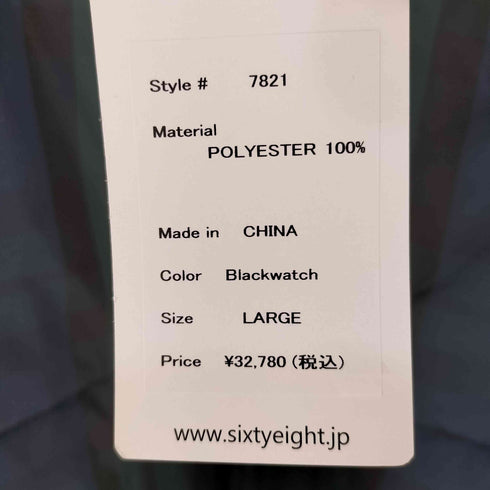 Style # 7821
Material
POLYESTER 100%
Made in CHINA
Color Blackwatch
Size LARGE
Price ¥32,780 (税込)
www.sixtyeight.jp